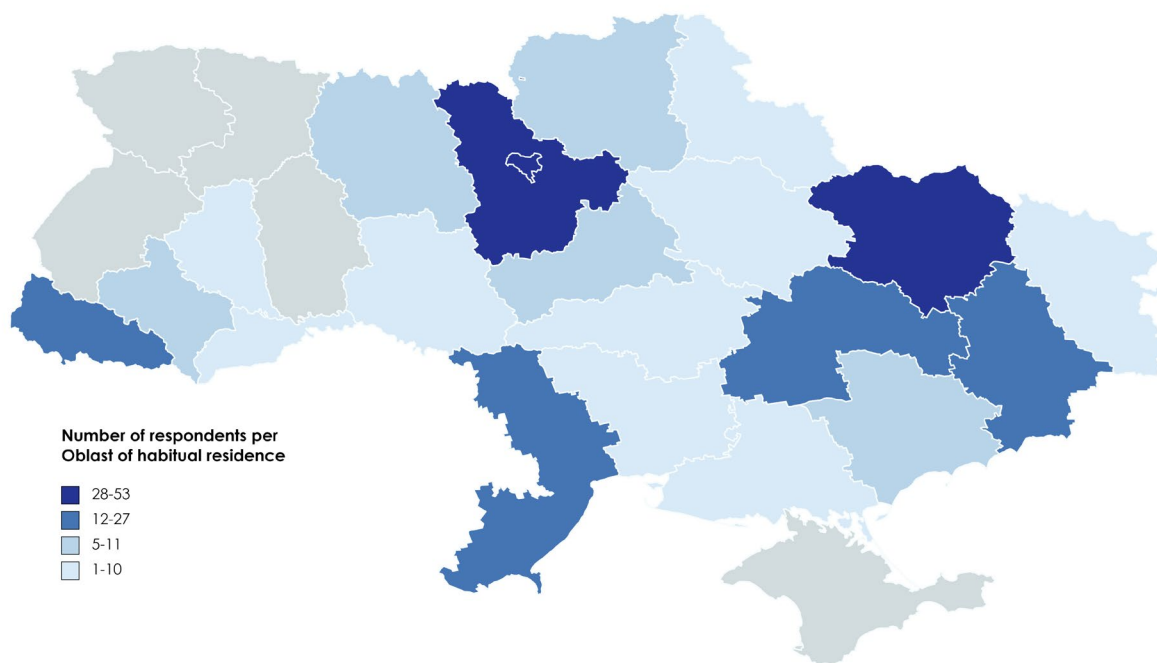 Number of respondents per
Oblast of habitual residence
28-53
12-27
5-11
1-10